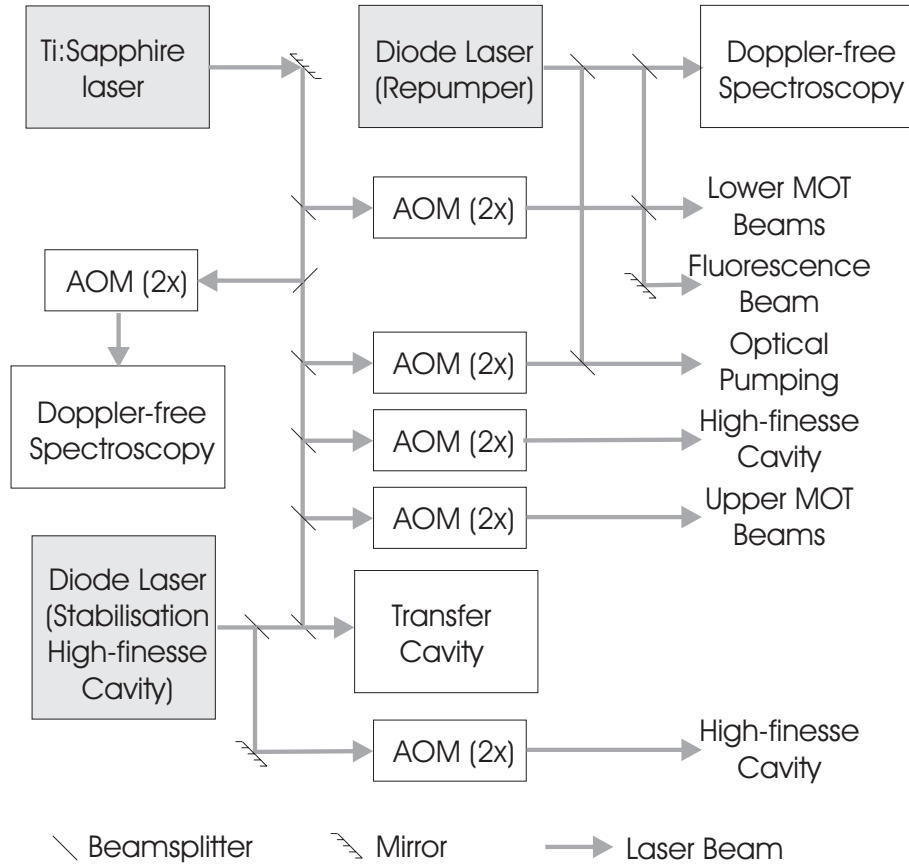 Ti:Sapphire
laser
Diode Laser
(Repumper)
Doppler-free
Spectroscopy
AOM (2x)
Lower MOT
Beams
AOM (2x)
Fluorescence
Beam
AOM (2x)
Optical
Pumping
Doppler-free
Spectroscopy
AOM (2x)
High-finesse
Cavity
AOM (2x)
Upper MOT
Beams
Diode Laser
(Stabilisation
High-finesse
Cavity)
Transfer
Cavity
AOM (2x)
High-finesse
Cavity
Beamsplitter
Mirror
Laser Beam